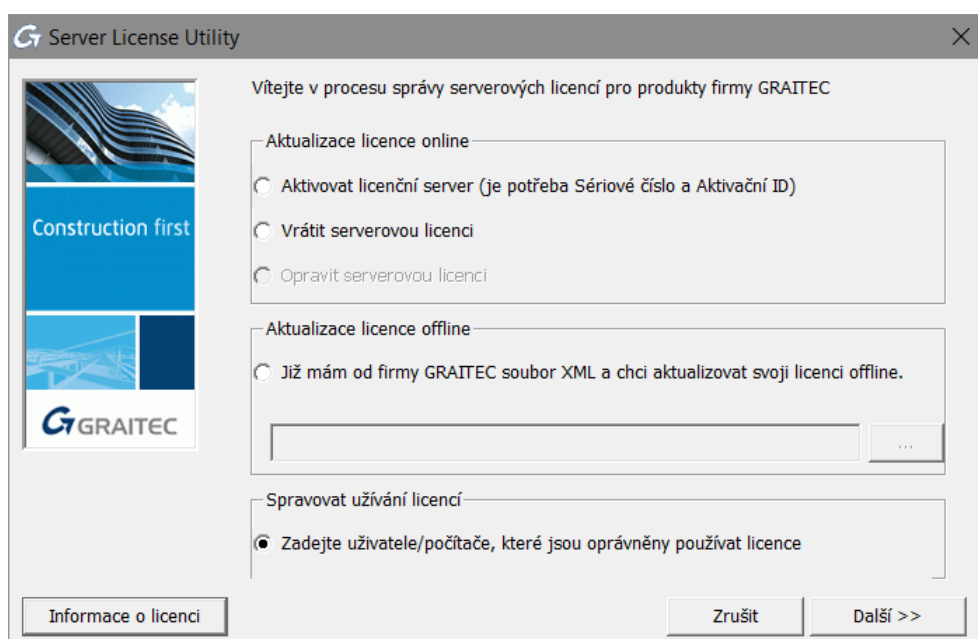 Server License Utility
Vítejte v procesu správy serverových licencí pro produkty firmy GRAITEC
Construction first
GRAITEC
Aktualizace licence online
Aktivovat licenční server (je potřeba Sériové číslo a Aktivační ID)
Vrátit serverovou licenci
Opravit serverovou licenci
Aktualizace licence offline
Již mám od firmy GRAITEC soubor XML a chci aktualizovat svoji licenci offline.
...
Spravovat užívání licencí
Zadejte uživatele/počítače, které jsou oprávněny používat licence
Informace o licenci
Zrušit
Další >>